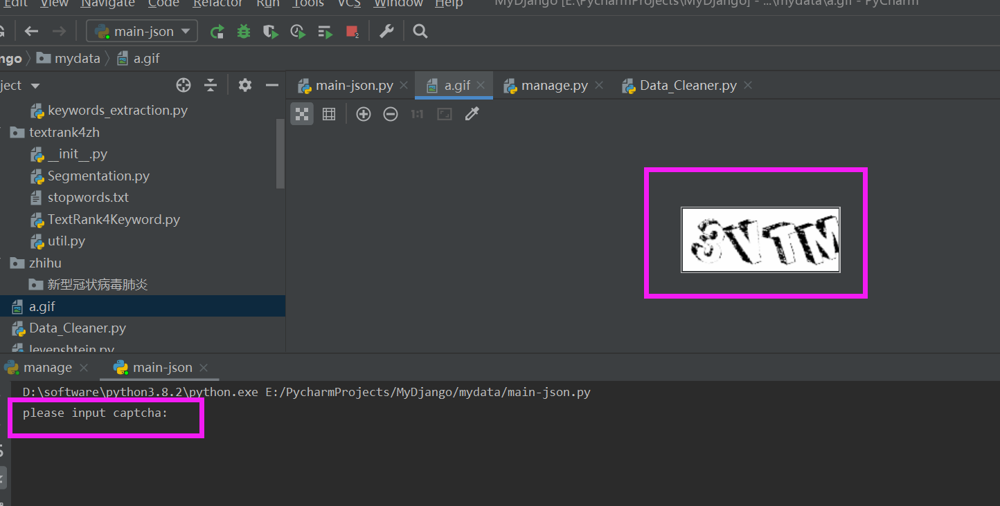 Edit View Navigate Code Refactor Run Tools VCS Window Help MyDjango [E:\PycharmProjects\MyDjango] - ...\mydata\a.gif - PyCharm
main-json 2
ngo mydata a.gif
ject main-json.py a.gif manage.py Data_Cleaner.py
1:1
keywords_extraction.py
textrank4zh
__init__.py
Segmentation.py
stopwords.txt
TextRank4Keyword.py
util.py
zhihu
新型冠状病毒肺炎
a.gif
Data_Cleaner.py
levenshtein.py
manage main-json
D:\software\python3.8.2\python.exe E:/PycharmProjects/MyDjango/mydata/main-json.py
please input captcha: